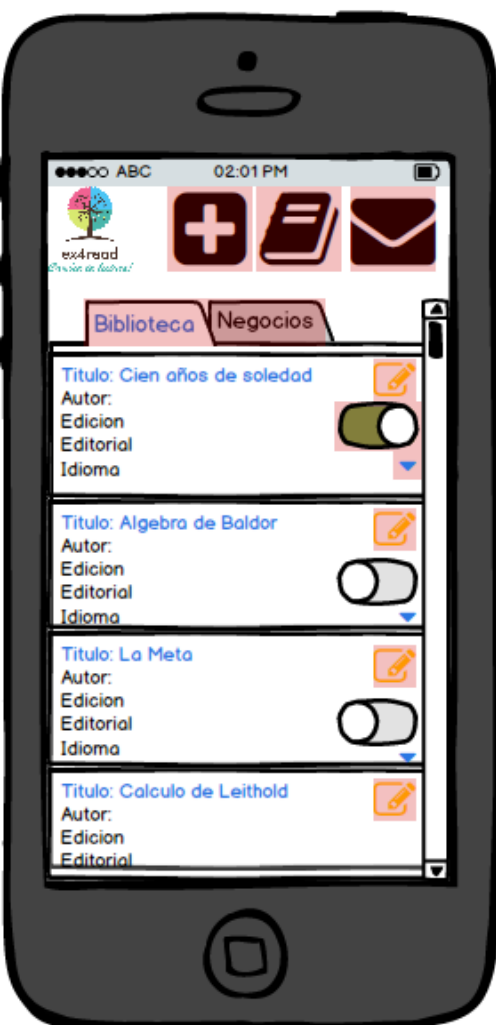 ABC 02:01 PM
ex4read
Biblioteca Negocios
Titulo: Cien años de soledad
Autor:
Edicion
Editorial
Idioma
Titulo: Algebra de Baldor
Autor:
Edicion
Editorial
Idioma
Titulo: La Meta
Autor:
Edicion
Editorial
Idioma
Titulo: Calculo de Leithold
Autor:
Edicion
Editorial